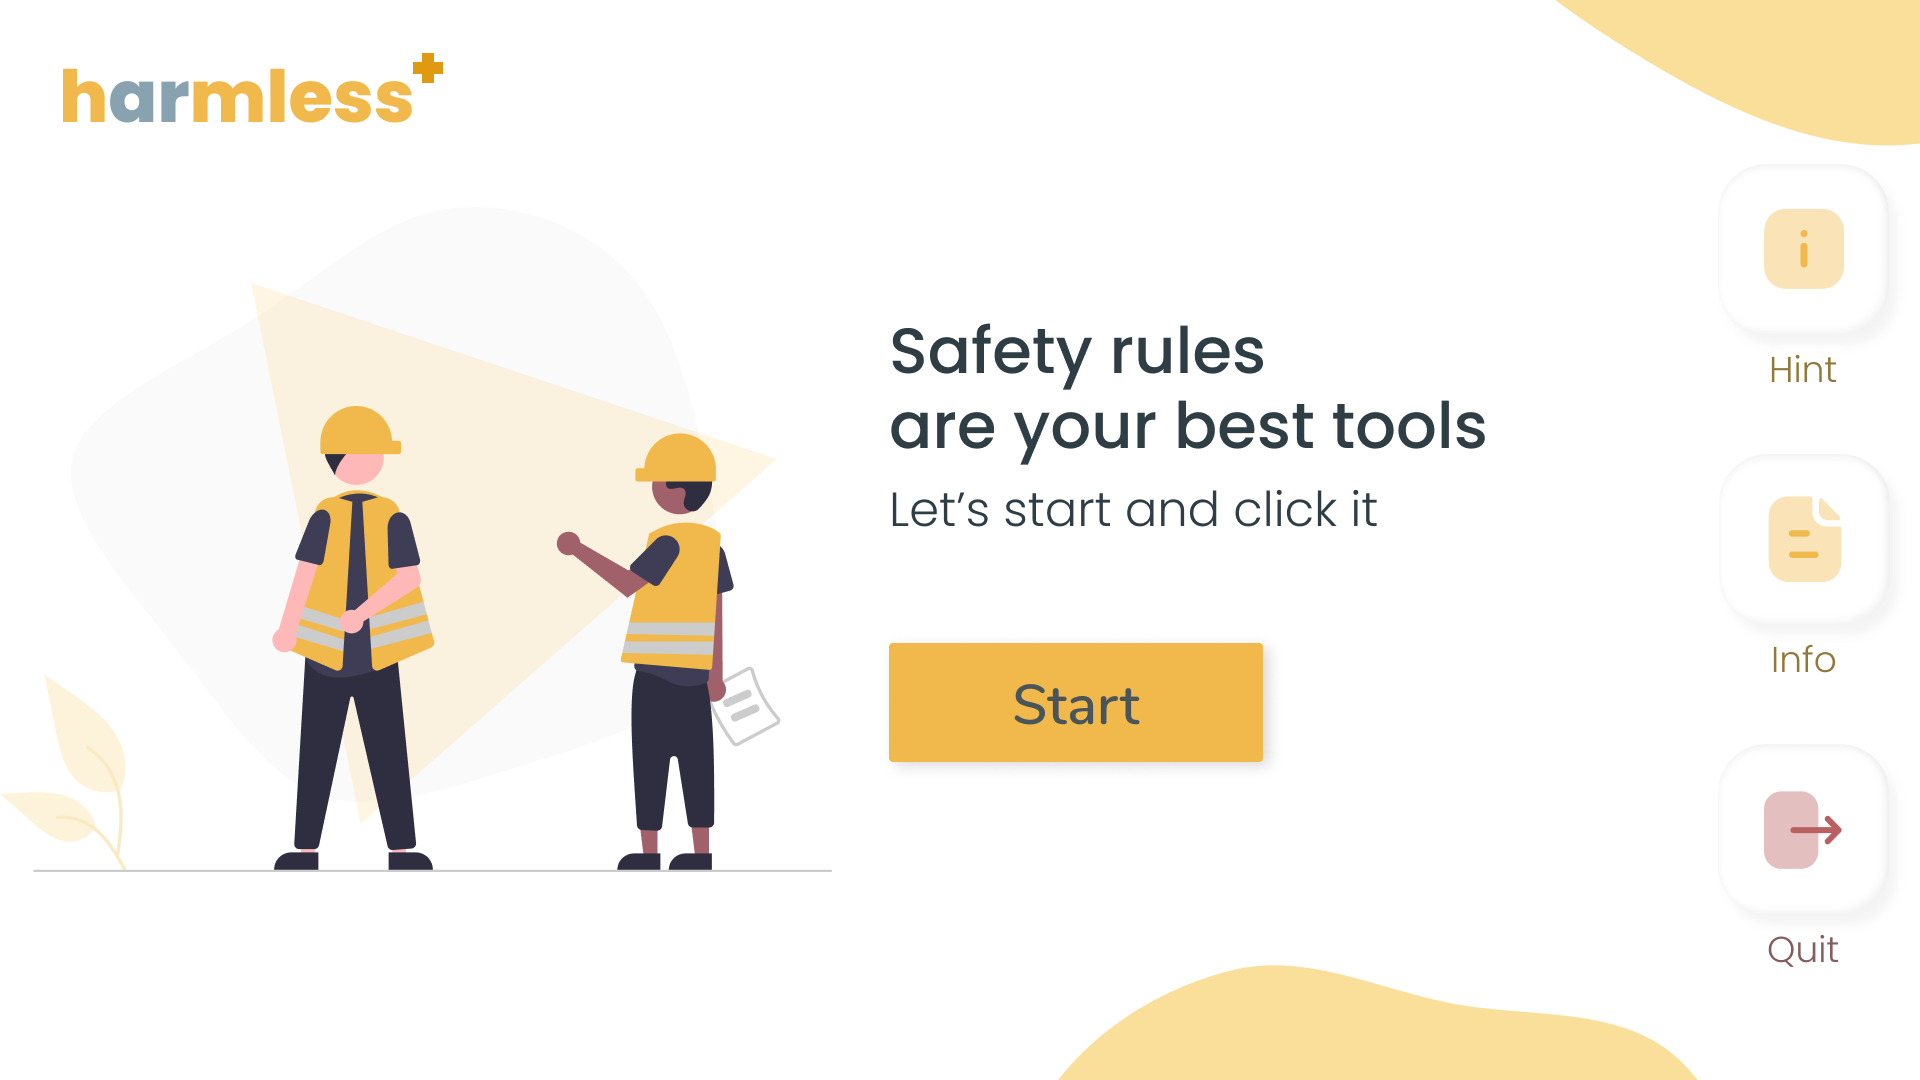 harmless+
Safety rules
are your best tools
Let’s start and click it
Start
Hint
Info
Quit